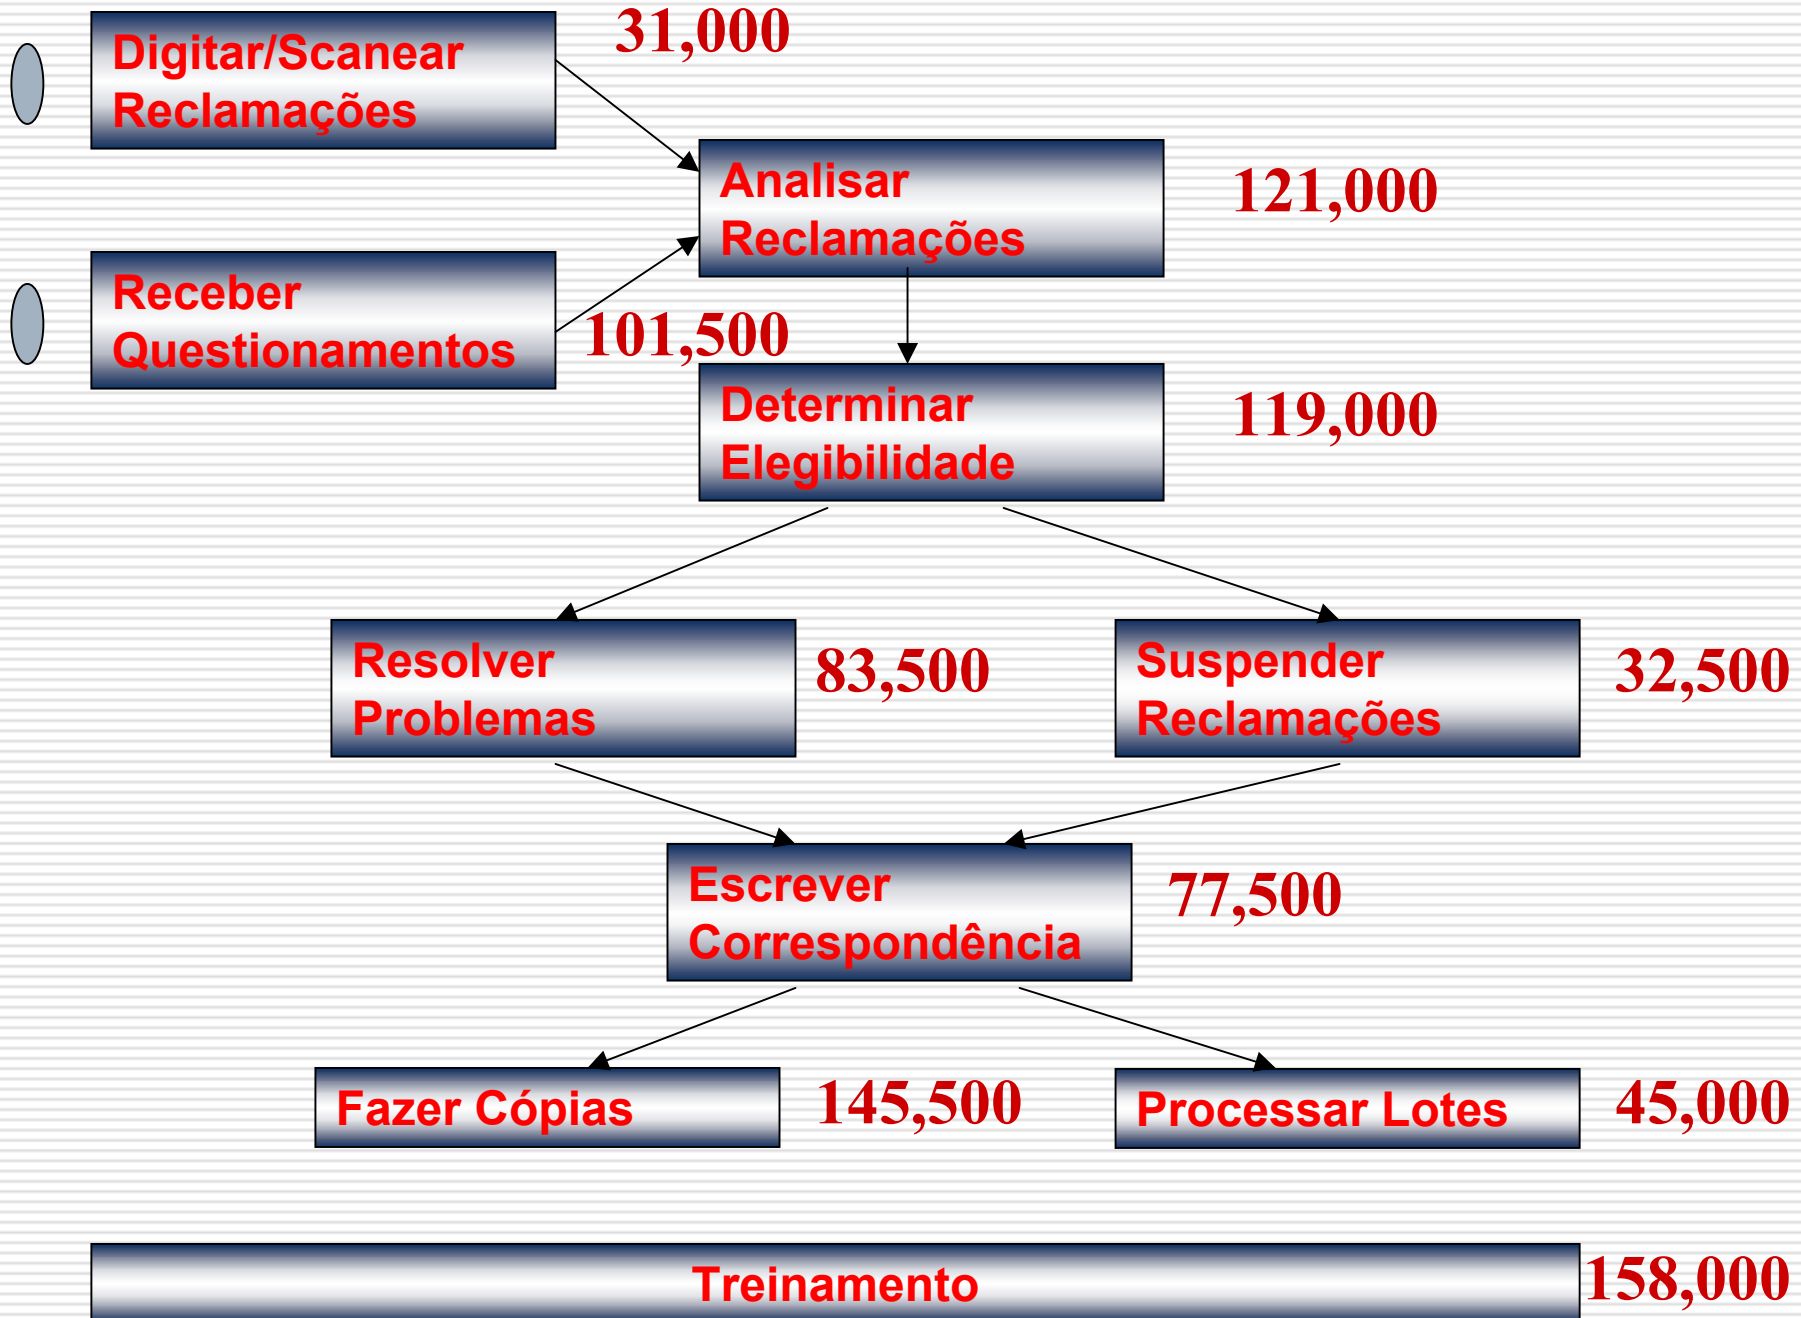 Digitar/Scanear
Reclamações
31,000
Analisar
Reclamações
121,000
Receber
Questionamentos
101,500
Determinar
Elegibilidade
119,000
Resolver
Problemas
83,500
Suspender
Reclamações
32,500
Escrever
Correspondência
77,500
Fazer Cópias
145,500
Processar Lotes
45,000
Treinamento
158,000